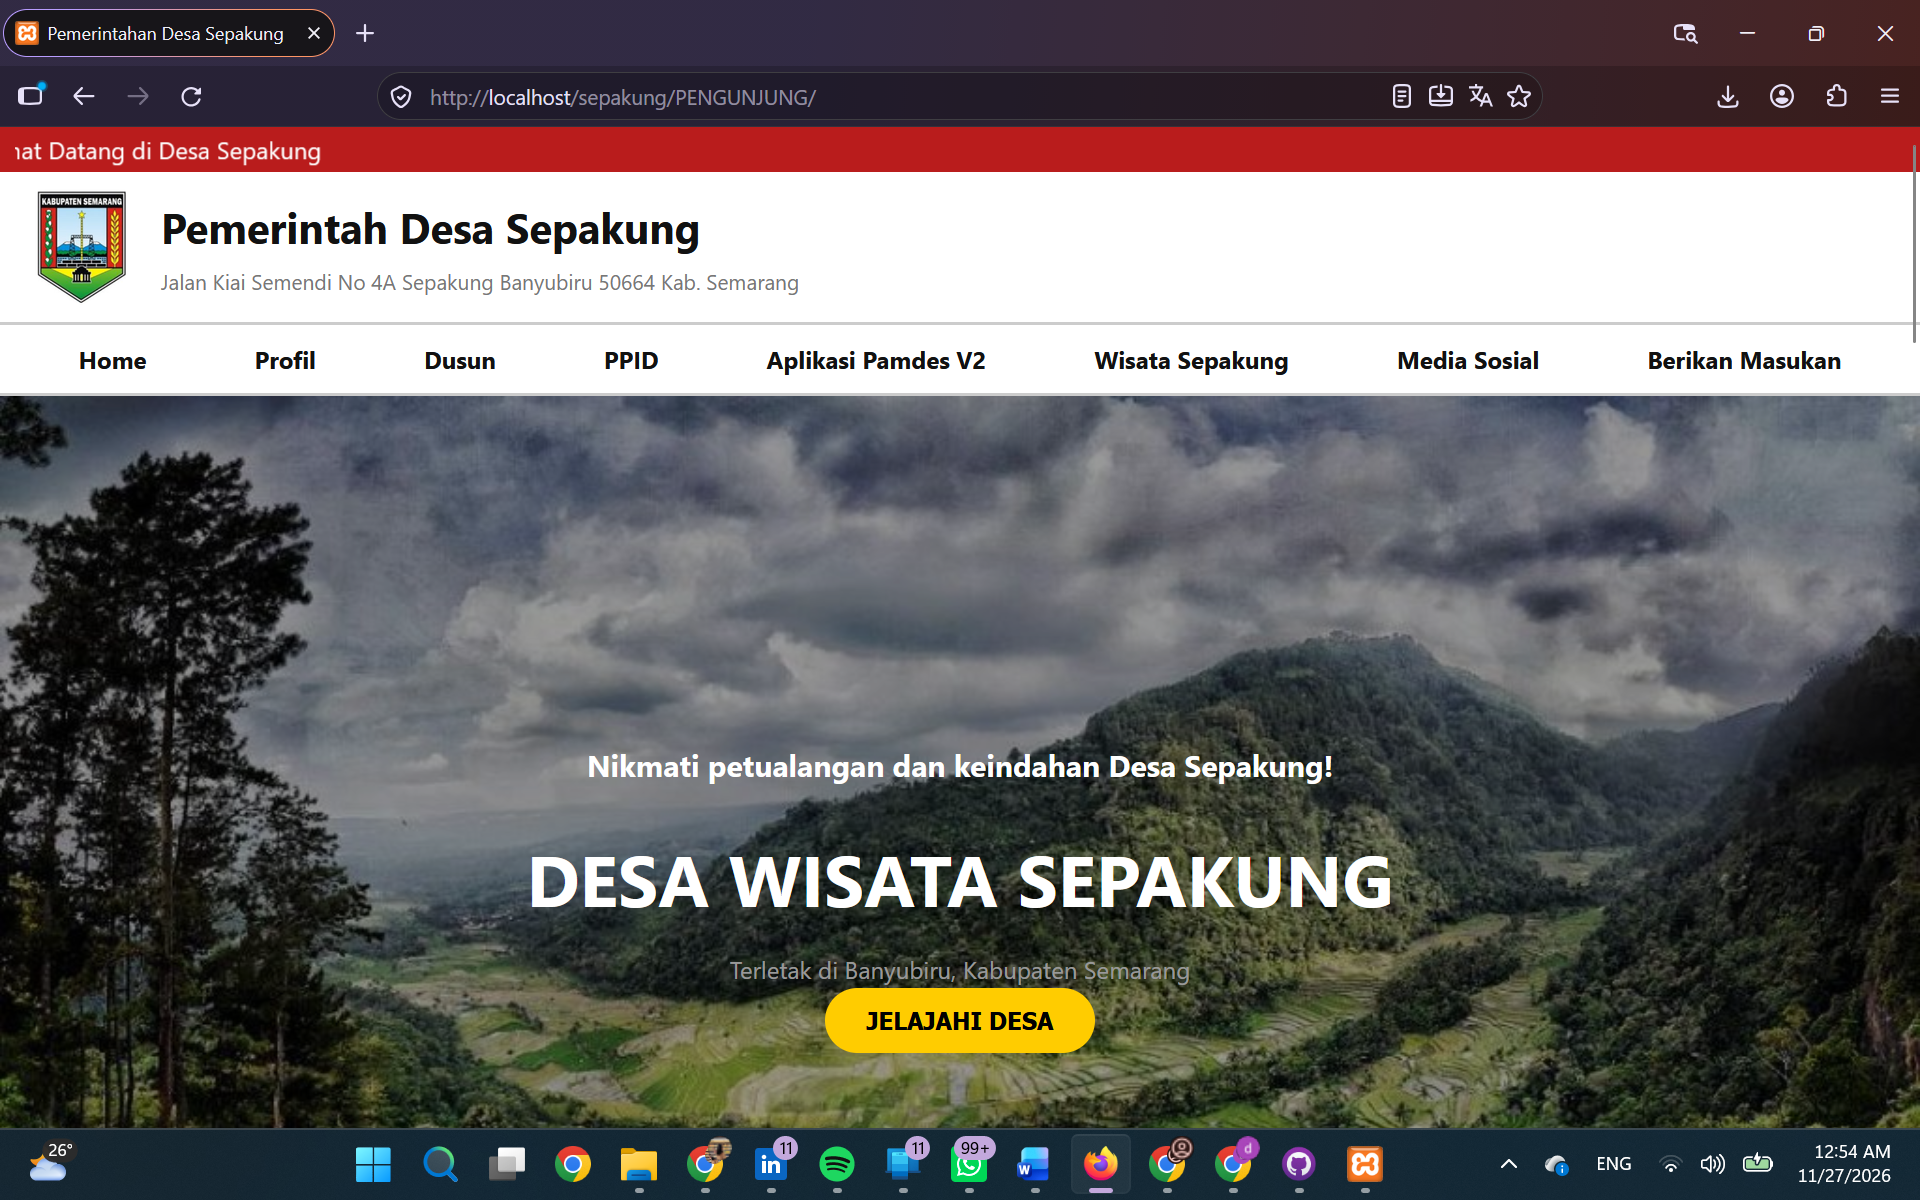 Pemerintahan Desa Sepakung
http://localhost/sepakung/PENGUNJUNG/
Datang di Desa Sepakung
KABUPATEN SEMARANG
Pemerintah Desa Sepakung
Jalan Kiai Semendi No 4A Sepakung Banyubiru 50664 Kab. Semarang
Home Profil Dusun PPID Aplikasi Pamdes V2 Wisata Sepakung Media Sosial Berikan Masukan
Nikmati petualangan dan keindahan Desa Sepakung!
DESA WISATA SEPAKUNG
Terletak di Banyubiru, Kabupaten Semarang
JELAJAHI DESA
26°
11
11
99+
d
ENG
12:54 AM
11/27/2026